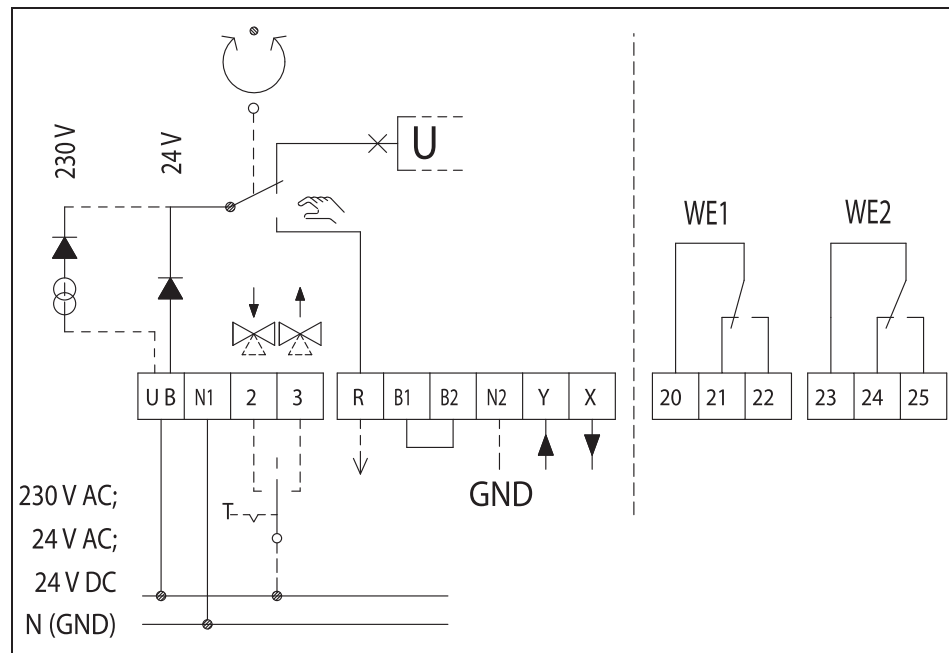 230 V
24 V
U
WE1
WE2
U B N1 2 3
R B1 B2 N2 Y X
20 21 22
23 24 25
GND
T
230 V AC;
24 V AC;
24 V DC
N (GND)